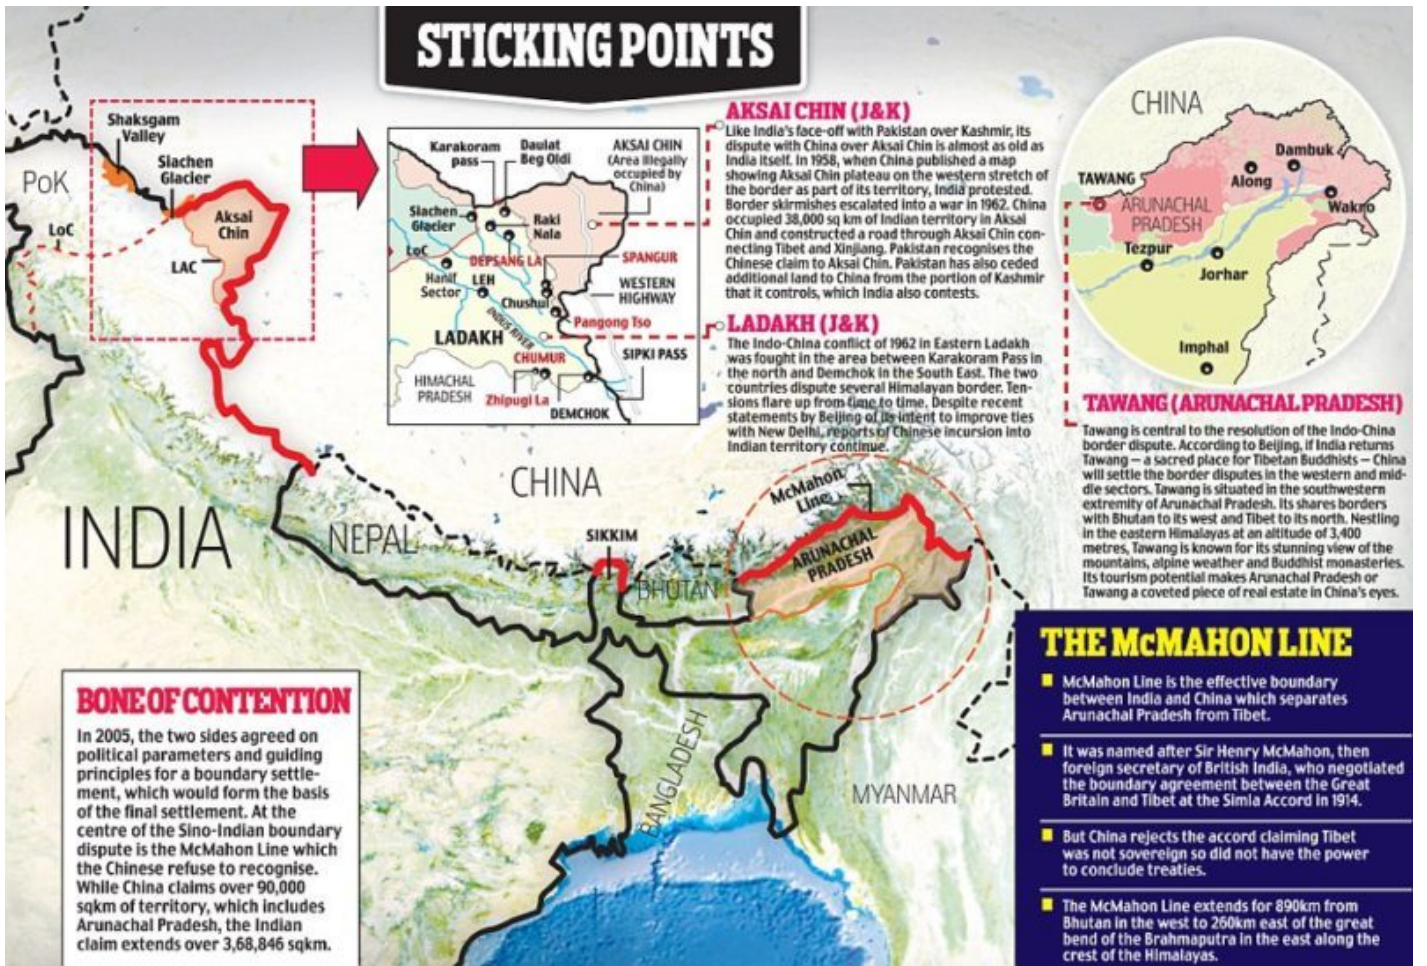 STICKING POINTS
Shaksgam
Valley
Siachen
Glacier
PoK
LoC
Aksai
Chin
LAC
Karakoram
pass
Daulat
Beg Oldi
AKSAI CHIN
(Area illegally
occupied by
China)
Siachen
Glacier
Raki
Nala
LoC
DEPSANG LA
SPANGUR
Hanif
Sector
LEH
WESTERN
HIGHWAY
Chushul
INDUS RIVER
Pangong Tso
LADAKH
CHUMUR
SIPKI PASS
HIMACHAL
PRADESH
Zhipugi La
DEMCHOK
AKSAI CHIN (J&K)
Like India's face-off with Pakistan over Kashmir, its
dispute with China over Aksai Chin is almost as old as
India itself. In 1958, when China published a map
showing Aksai Chin plateau on the western stretch of
the border as part of its territory, India protested.
Border skirmishes escalated into a war in 1962. China
occupied 38,000 sq km of Indian territory in Aksai
Chin and constructed a road through Aksai Chin con-
necting Tibet and Xinjiang. Pakistan recognises the
Chinese claim to Aksai Chin. Pakistan has also ceded
additional land to China from the portion of Kashmir
that it controls, which India also contests.
LADAKH (J&K)
The Indo-China conflict of 1962 in Eastern Ladakh
was fought in the area between Karakoram Pass in
the north and Demchok in the South East. The two
countries dispute several Himalayan border. Ten-
sions flare up from time to time. Despite recent
statements by Beijing of its intent to improve ties
with New Delhi, reports of Chinese incursion into
Indian territory continue.
CHINA
Dambuk
TAWANG
Along
ARUNACHAL
PRADESH
Wakro
Tezpur
Jorhar
Imphal
TAWANG (ARUNACHAL PRADESH)
Tawang is central to the resolution of the Indo-China
border dispute. According to Beijing, if India returns
Tawang — a sacred place for Tibetan Buddhists — China
will settle the border disputes in the western and mid-
dle sectors. Tawang is situated in the southwestern
extremity of Arunachal Pradesh. Its shares borders
with Bhutan to its west and Tibet to its north. Nestling
in the eastern Himalayas at an altitude of 3,400
metres, Tawang is known for its stunning view of the
mountains, alpine weather and Buddhist monasteries.
Its tourism potential makes Arunachal Pradesh or
Tawang a coveted piece of real estate in China's eyes.
CHINA
INDIA
NEPAL
SIKKIM
BHUTAN
McMahon
Line
ARUNACHAL
PRADESH
BANGLADESH
MYANMAR
BONE OF CONTENTION
In 2005, the two sides agreed on
political parameters and guiding
principles for a boundary settle-
ment, which would form the basis
of the final settlement. At the
centre of the Sino-Indian boundary
dispute is the McMahon Line which
the Chinese refuse to recognise.
While China claims over 90,000
sqkm of territory, which includes
Arunachal Pradesh, the Indian
claim extends over 3,68,846 sqkm.
THE McMAHON LINE
McMahon Line is the effective boundary
between India and China which separates
Arunachal Pradesh from Tibet.
It was named after Sir Henry McMahon, then
foreign secretary of British India, who negotiated
the boundary agreement between the Great
Britain and Tibet at the Simla Accord in 1914.
But China rejects the accord claiming Tibet
was not sovereign so did not have the power
to conclude treaties.
The McMahon Line extends for 890km from
Bhutan in the west to 260km east of the great
bend of the Brahmaputra in the east along the
crest of the Himalayas.